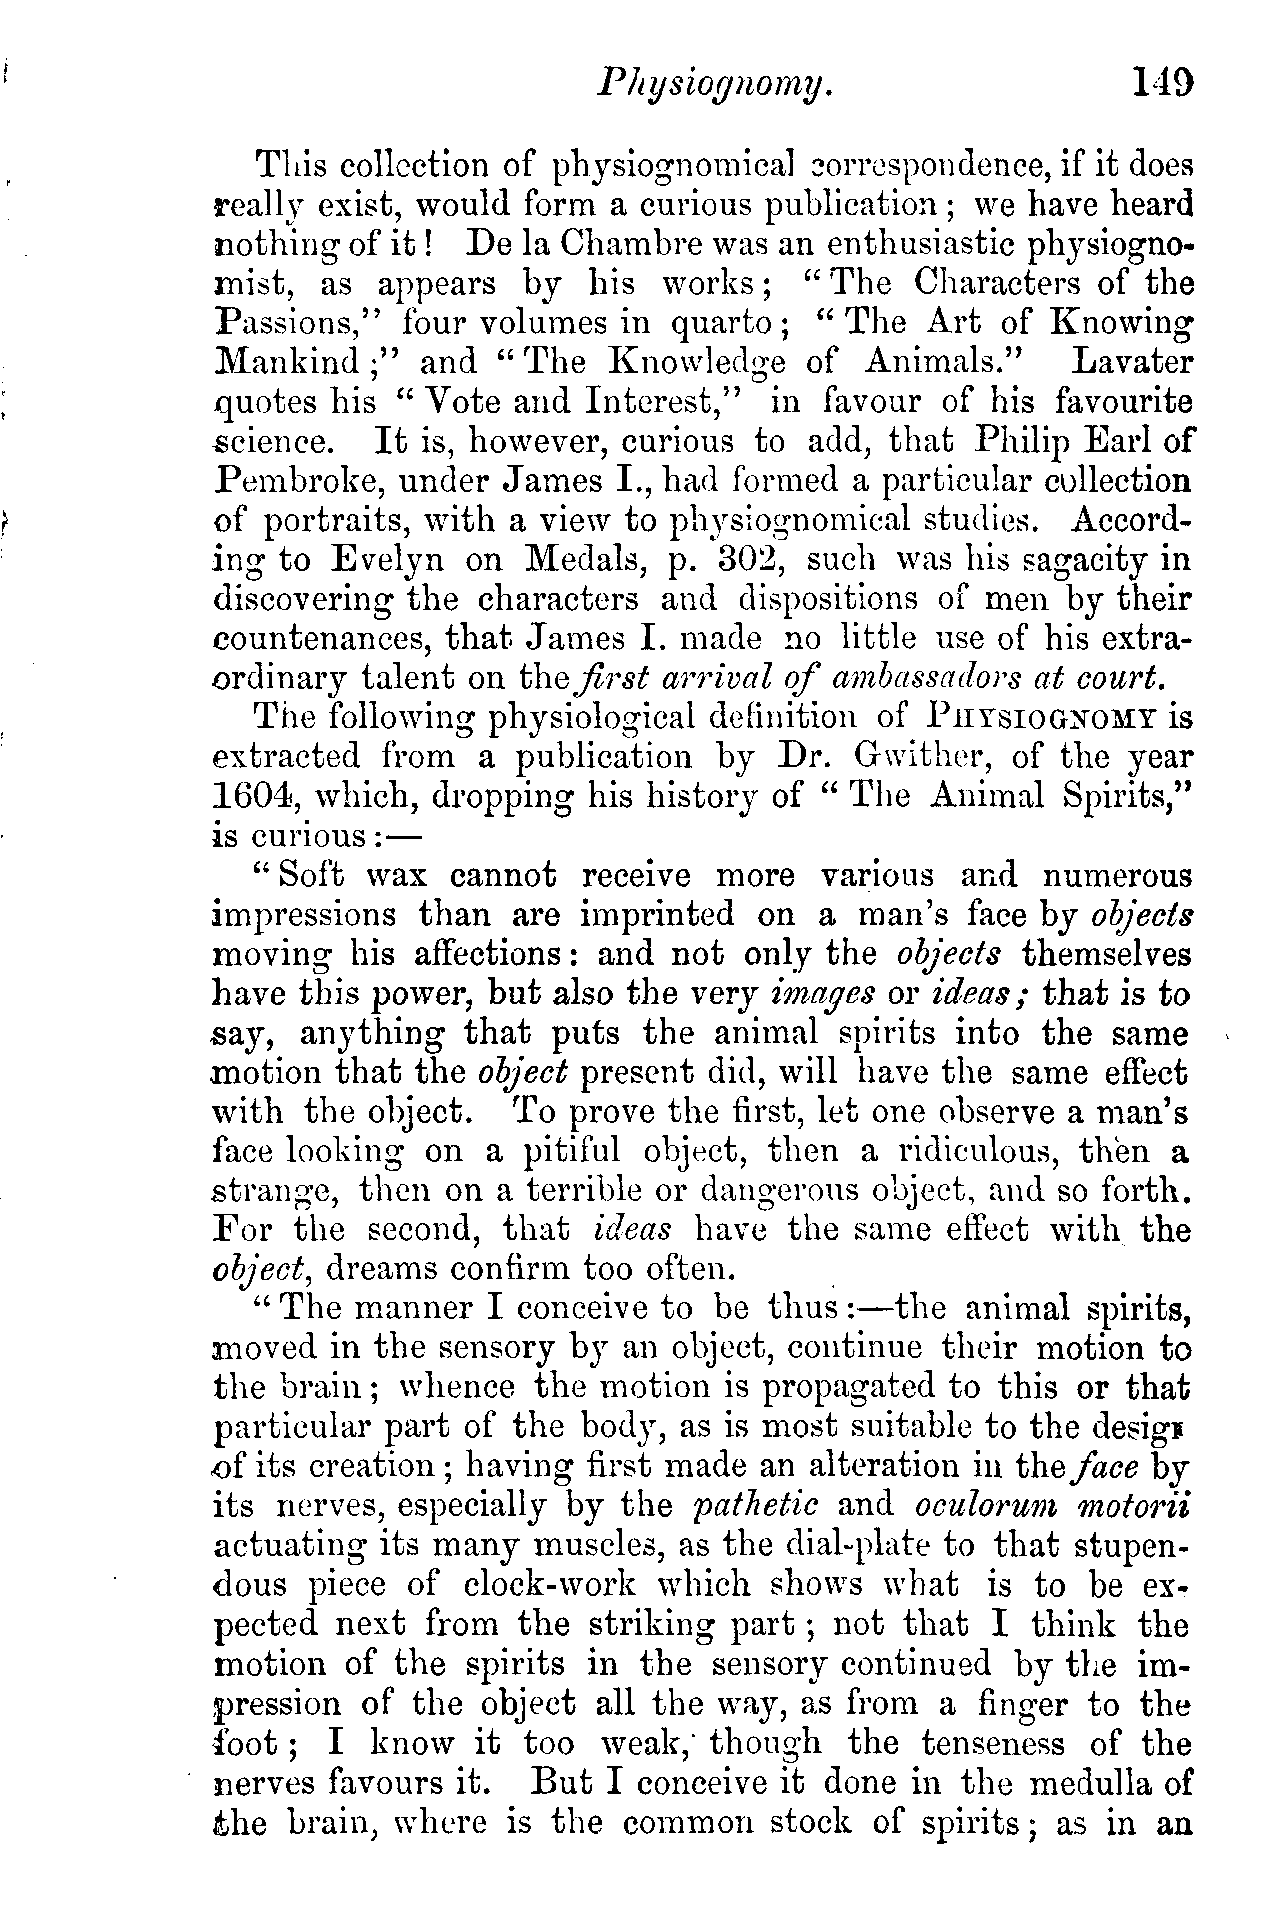 Physiognomy. 149
This collection of physiognomical correspondence, if it does
really exist, would form a curious publication; we have heard
nothing of it! De la Chambre was an enthusiastic physiogno-
mist, as appears by his works; "The Characters of the
Passions," four volumes in quarto; "The Art of Knowing
Mankind;" and "The Knowledge of Animals." Lavater
quotes his "Vote and Interest," in favour of his favourite
science. It is, however, curious to add, that Philip Earl of
Pembroke, under James I., had formed a particular collection
of portraits, with a view to physiognomical studies. Accord-
ing to Evelyn on Medals, p. 302, such was his sagacity in
discovering the characters and dispositions of men by their
countenances, that James I. made no little use of his extra-
ordinary talent on the first arrival of ambassadors at court.
The following physiological definition of PHYSIOGNOMY is
extracted from a publication by Dr. Gwither, of the year
1604, which, dropping his history of "The Animal Spirits,"
is curious:—
"Soft wax cannot receive more various and numerous
impressions than are imprinted on a man's face by objects
moving his affections: and not only the objects themselves
have this power, but also the very images or ideas; that is to
say, anything that puts the animal spirits into the same
motion that the object present did, will have the same effect
with the object. To prove the first, let one observe a man's
face looking on a pitiful object, then a ridiculous, then a
strange, then on a terrible or dangerous object, and so forth.
For the second, that ideas have the same effect with the
object, dreams confirm too often.
"The manner I conceive to be thus:—the animal spirits,
moved in the sensory by an object, continue their motion to
the brain; whence the motion is propagated to this or that
particular part of the body, as is most suitable to the design
of its creation; having first made an alteration in the face by
its nerves, especially by the pathetic and oculorum motorii
actuating its many muscles, as the dial-plate to that stupen-
dous piece of clock-work which shows what is to be ex-
pected next from the striking part; not that I think the
motion of the spirits in the sensory continued by the im-
pression of the object all the way, as from a finger to the
foot; I know it too weak, though the tenseness of the
nerves favours it. But I conceive it done in the medulla of
the brain, where is the common stock of spirits; as in an